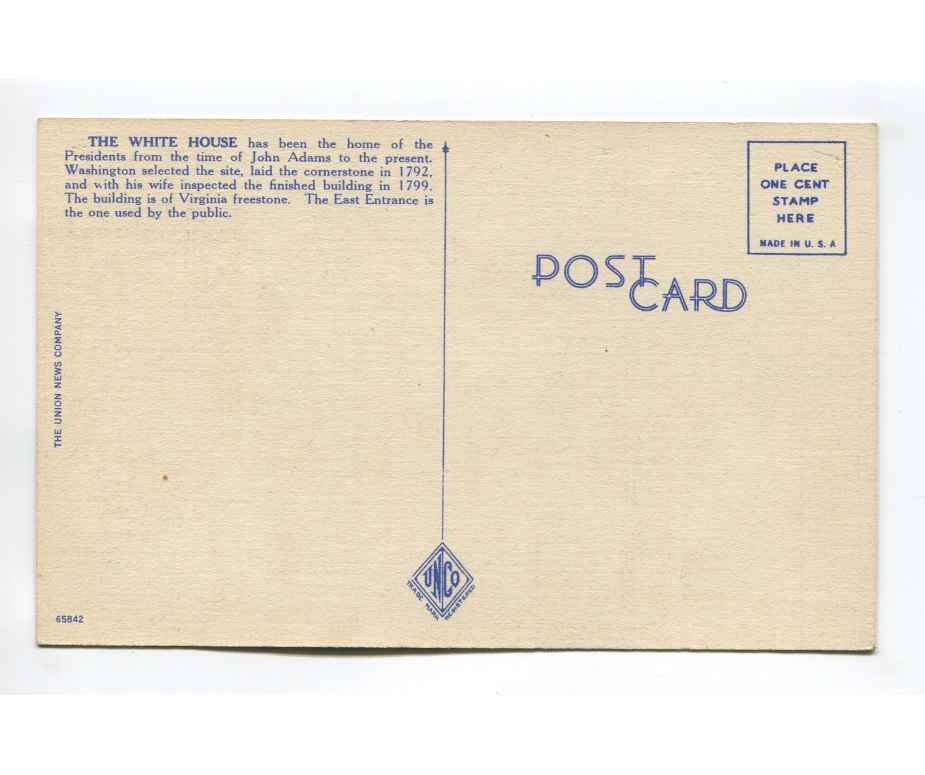 THE WHITE HOUSE has been the home of the
Presidents from the time of John Adams to the present.
Washington selected the site, laid the cornerstone in 1792,
and with his wife inspected the finished building in 1799.
The building is of Virginia freestone. The East Entrance is
the one used by the public.
PLACE
ONE CENT
STAMP
HERE
MADE IN U. S. A
POST
CARD
THE UNION NEWS COMPANY
UNCO
TRADE MARK REGISTERED
65842